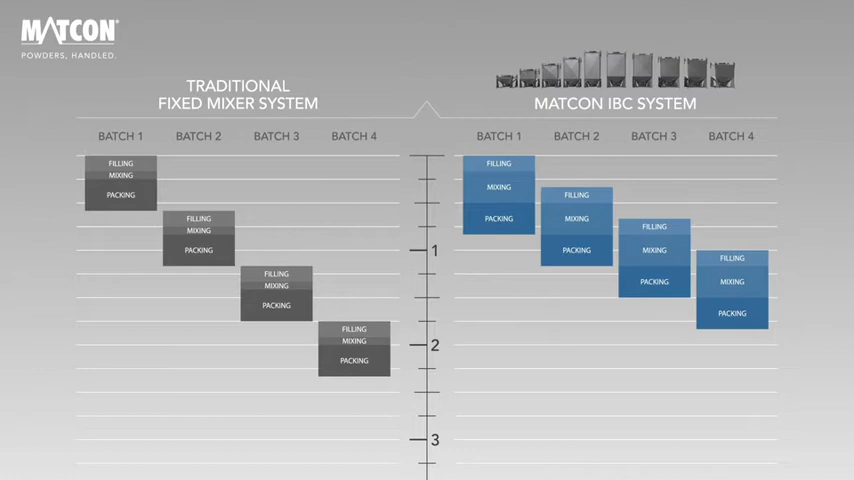 MATCON®
POWDERS, HANDLED.
TRADITIONAL
FIXED MIXER SYSTEM
BATCH 1 BATCH 2 BATCH 3 BATCH 4
FILLING
MIXING
PACKING
FILLING
MIXING
PACKING
FILLING
MIXING
PACKING
FILLING
MIXING
PACKING
1
2
3
MATCON IBC SYSTEM
BATCH 1 BATCH 2 BATCH 3 BATCH 4
FILLING
MIXING
PACKING
FILLING
MIXING
PACKING
FILLING
MIXING
PACKING
FILLING
MIXING
PACKING